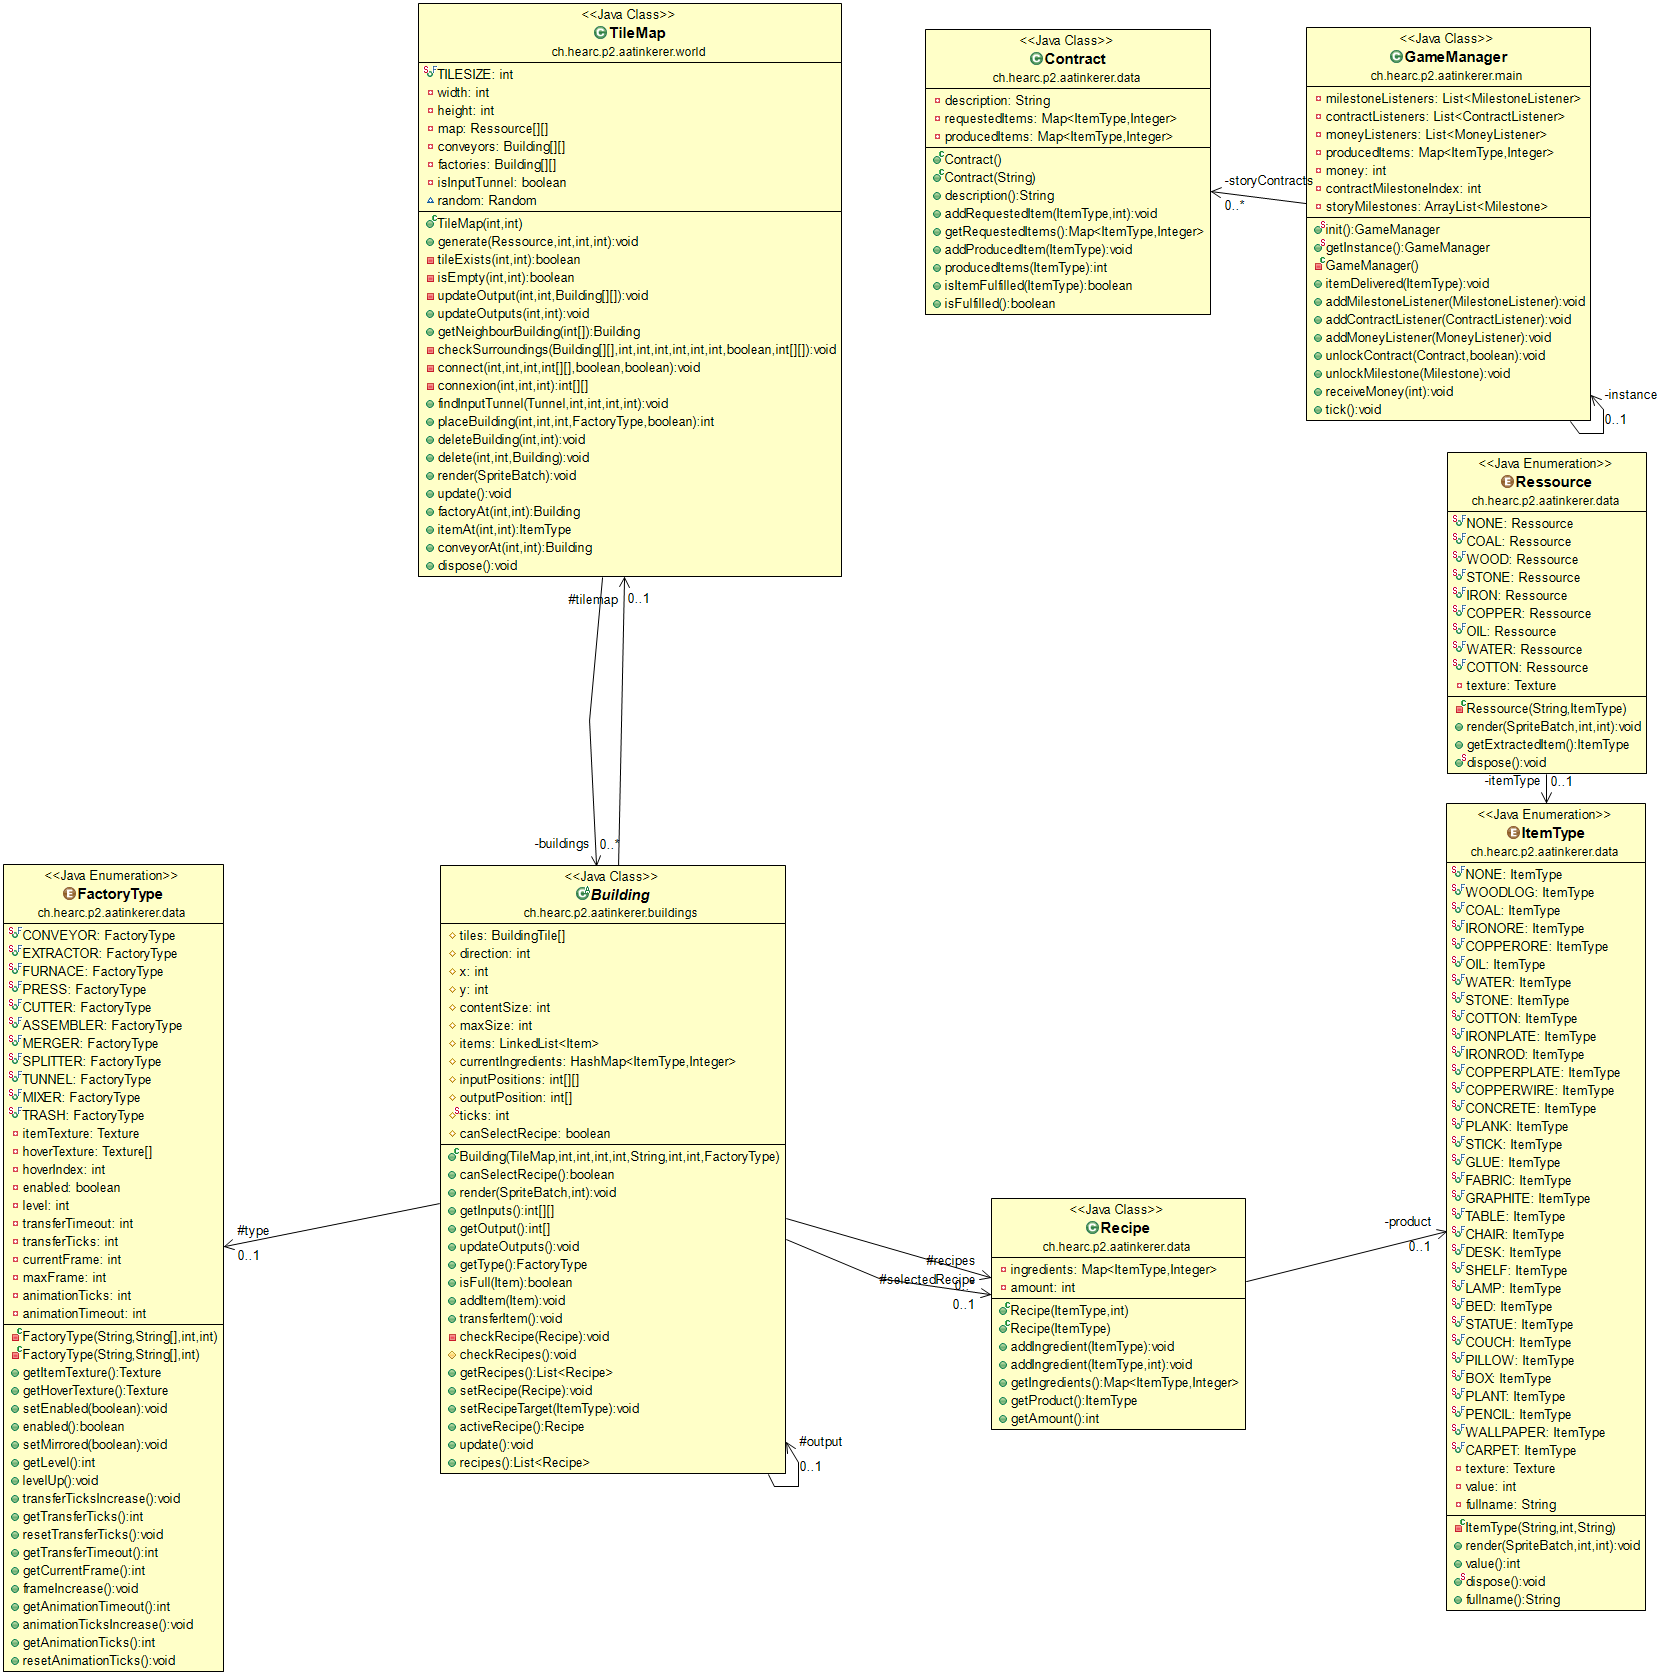 <<Java Class>>
TileMap
ch.hearc.p2.aatinkerer.world
TILESIZE: int
width: int
height: int
map: Ressource[][]
conveyors: Building[][]
factories: Building[][]
isInputTunnel: boolean
random: Random
TileMap(int,int)
generate(Ressource,int,int,int):void
tileExists(int,int):boolean
isEmpty(int,int):boolean
updateOutput(int,int,Building[][]):void
updateOutputs(int,int):void
getNeighbourBuilding(int[]):Building
checkSurroundings(Building[][],int,int,int,int,int,int,boolean,int[][]):void
connect(int,int,int,int[][],boolean,boolean):void
connexion(int,int,int):int[][]
findInputTunnel(Tunnel,int,int,int,int):void
placeBuilding(int,int,int,FactoryType,boolean):int
deleteBuilding(int,int):void
delete(int,int,Building):void
render(SpriteBatch):void
update():void
factoryAt(int,int):Building
itemAt(int,int):ItemType
conveyorAt(int,int):Building
dispose():void
<<Java Class>>
Contract
ch.hearc.p2.aatinkerer.data
description: String
requestedItems: Map<ItemType,Integer>
producedItems: Map<ItemType,Integer>
Contract()
Contract(String)
description():String
addRequestedItem(ItemType,int):void
getRequestedItems():Map<ItemType,Integer>
addProducedItem(ItemType):void
producedItems(ItemType):int
isItemFulfilled(ItemType):boolean
isFulfilled():boolean
-storyContracts
0..*
<<Java Class>>
GameManager
ch.hearc.p2.aatinkerer.main
milestoneListeners: List<MilestoneListener>
contractListeners: List<ContractListener>
moneyListeners: List<MoneyListener>
producedItems: Map<ItemType,Integer>
money: int
contractMilestoneIndex: int
storyMilestones: ArrayList<Milestone>
init():GameManager
getInstance():GameManager
GameManager()
itemDelivered(ItemType):void
addMilestoneListener(MilestoneListener):void
addContractListener(ContractListener):void
addMoneyListener(MoneyListener):void
unlockContract(Contract,boolean):void
unlockMilestone(Milestone):void
receiveMoney(int):void
tick():void
-instance
0..1
<<Java Enumeration>>
Ressource
ch.hearc.p2.aatinkerer.data
NONE: Ressource
COAL: Ressource
WOOD: Ressource
STONE: Ressource
IRON: Ressource
COPPER: Ressource
OIL: Ressource
WATER: Ressource
COTTON: Ressource
texture: Texture
Ressource(String,ItemType)
render(SpriteBatch,int,int):void
getExtractedItem():ItemType
dispose():void
-itemType 0..1
#tilemap 0..1
-buildings 0..*
<<Java Enumeration>>
FactoryType
ch.hearc.p2.aatinkerer.data
CONVEYOR: FactoryType
EXTRACTOR: FactoryType
FURNACE: FactoryType
PRESS: FactoryType
CUTTER: FactoryType
ASSEMBLER: FactoryType
MERGER: FactoryType
SPLITTER: FactoryType
TUNNEL: FactoryType
MIXER: FactoryType
TRASH: FactoryType
itemTexture: Texture
hoverTexture: Texture[]
hoverIndex: int
enabled: boolean
level: int
transferTimeout: int
transferTicks: int
currentFrame: int
maxFrame: int
animationTicks: int
animationTimeout: int
FactoryType(String,String[],int,int)
FactoryType(String,String[],int)
getItemTexture():Texture
getHoverTexture():Texture
setEnabled(boolean):void
enabled():boolean
setMirrored(boolean):void
getLevel():int
levelUp():void
transferTicksIncrease():void
getTransferTicks():int
resetTransferTicks():void
getTransferTimeout():int
getCurrentFrame():int
frameIncrease():void
getAnimationTimeout():int
animationTicksIncrease():void
getAnimationTicks():int
resetAnimationTicks():void
#type
0..1
<<Java Class>>
Building
ch.hearc.p2.aatinkerer.buildings
tiles: BuildingTile[]
direction: int
x: int
y: int
contentSize: int
maxSize: int
items: LinkedList<Item>
currentIngredients: HashMap<ItemType,Integer>
inputPositions: int[][]
outputPosition: int[]
ticks: int
canSelectRecipe: boolean
Building(TileMap,int,int,int,int,String,int,int,FactoryType)
canSelectRecipe():boolean
render(SpriteBatch,int):void
getInputs():int[][]
getOutput():int[]
updateOutputs():void
getType():FactoryType
isFull(Item):boolean
addItem(Item):void
transferItem():void
checkRecipe(Recipe):void
checkRecipes():void
getRecipes():List<Recipe>
setRecipe(Recipe):void
setRecipeTarget(ItemType):void
activeRecipe():Recipe
update():void
recipes():List<Recipe>
#output
0..1
#recipes
0..*
#selectedRecipe
0..1
<<Java Class>>
Recipe
ch.hearc.p2.aatinkerer.data
ingredients: Map<ItemType,Integer>
amount: int
Recipe(ItemType,int)
Recipe(ItemType)
addIngredient(ItemType):void
addIngredient(ItemType,int):void
getIngredients():Map<ItemType,Integer>
getProduct():ItemType
getAmount():int
-product
0..1
<<Java Enumeration>>
ItemType
ch.hearc.p2.aatinkerer.data
NONE: ItemType
WOODLOG: ItemType
COAL: ItemType
IRONORE: ItemType
COPPERORE: ItemType
OIL: ItemType
WATER: ItemType
STONE: ItemType
COTTON: ItemType
IRONPLATE: ItemType
IRONROD: ItemType
COPPERPLATE: ItemType
COPPERWIRE: ItemType
CONCRETE: ItemType
PLANK: ItemType
STICK: ItemType
GLUE: ItemType
FABRIC: ItemType
GRAPHITE: ItemType
TABLE: ItemType
CHAIR: ItemType
DESK: ItemType
SHELF: ItemType
LAMP: ItemType
BED: ItemType
STATUE: ItemType
COUCH: ItemType
PILLOW: ItemType
BOX: ItemType
PLANT: ItemType
PENCIL: ItemType
WALLPAPER: ItemType
CARPET: ItemType
texture: Texture
value: int
fullname: String
ItemType(String,int,String)
render(SpriteBatch,int,int):void
value():int
dispose():void
fullname():String